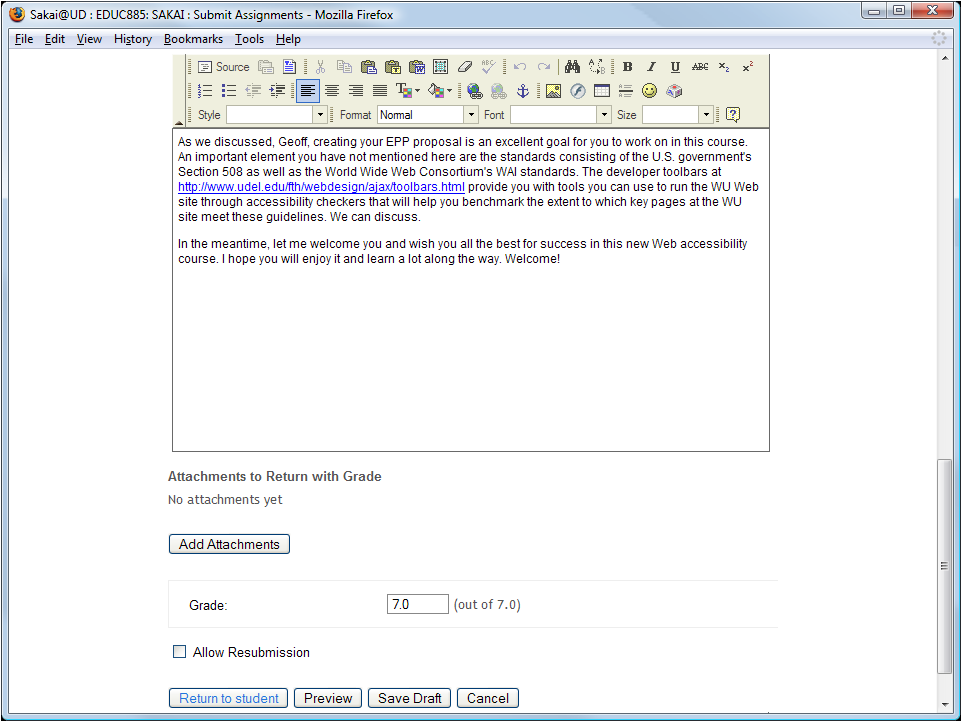 Sakai@UD : EDUC885: SAKAI : Submit Assignments - Mozilla Firefox
File Edit View History Bookmarks Tools Help
Source ABC B I U ABC x₂ x²
Style Format Normal Font Size
As we discussed, Geoff, creating your EPP proposal is an excellent goal for you to work on in this course.
An important element you have not mentioned here are the standards consisting of the U.S. government's
Section 508 as well as the World Wide Web Consortium's WAI standards. The developer toolbars at
http://www.udel.edu/fth/webdesign/ajax/toolbars.html provide you with tools you can use to run the WU Web
site through accessibility checkers that will help you benchmark the extent to which key pages at the WU
site meet these guidelines. We can discuss.
In the meantime, let me welcome you and wish you all the best for success in this new Web accessibility
course. I hope you will enjoy it and learn a lot along the way. Welcome!
Attachments to Return with Grade
No attachments yet
Add Attachments
Grade: 7.0 (out of 7.0)
Allow Resubmission
Return to student Preview Save Draft Cancel